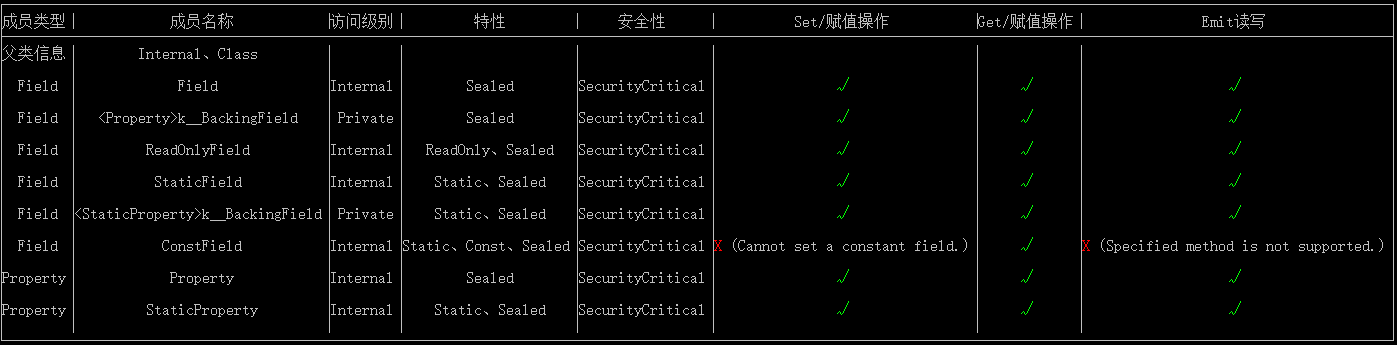 成员类型 成员名称 访问级别 特性 安全性 Set/赋值操作 Get/赋值操作 Emit读写
父类信息 Internal、Class
Field Field Internal Sealed SecurityCritical √ √ √
Field <Property>k__BackingField Private Sealed SecurityCritical √ √ √
Field ReadOnlyField Internal ReadOnly、Sealed SecurityCritical √ √ √
Field StaticField Internal Static、Sealed SecurityCritical √ √ √
Field <StaticProperty>k__BackingField Private Static、Sealed SecurityCritical √ √ √
Field ConstField Internal Static、Const、Sealed SecurityCritical X (Cannot set a constant field.) √ X (Specified method is not supported.)
Property Property Internal Sealed SecurityCritical √ √ √
Property StaticProperty Internal Static、Sealed SecurityCritical √ √ √